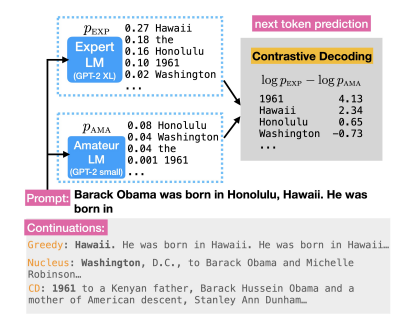 next token prediction
pEXP
Expert
LM
(GPT-2 XL)
0.27 Hawaii
0.18 the
0.16 Honolulu
0.10 1961
0.02 Washington
...
Contrastive Decoding
log pEXP − log pAMA
1961 4.13
Hawaii 2.34
Honolulu 0.65
Washington −0.73
...
pAMA
Amateur
LM
(GPT-2 small)
0.08 Honolulu
0.04 Washington
0.04 the
0.001 1961
...
Prompt: Barack Obama was born in Honolulu, Hawaii. He was
born in
Continuations:
Greedy: Hawaii. He was born in Hawaii. He was born in Hawaii…
Nucleus: Washington, D.C., to Barack Obama and Michelle
Robinson…
CD: 1961 to a Kenyan father, Barack Hussein Obama and a
mother of American descent, Stanley Ann Dunham…